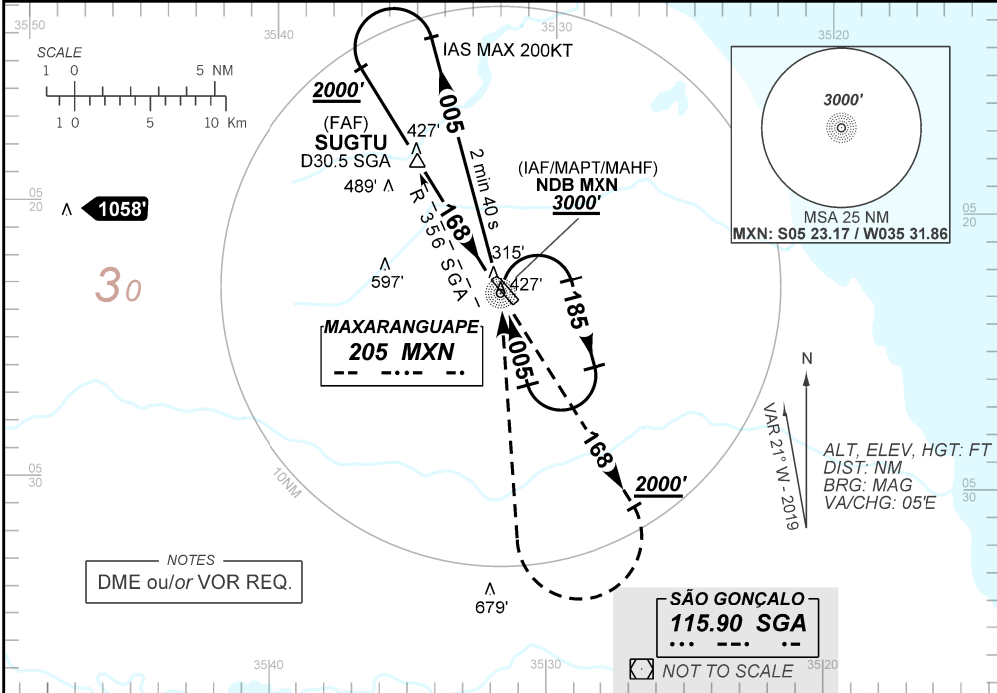 35 50
35 40
35 30
35 20
SCALE
1 0 5 NM
1 0 5 10 Km
IAS MAX 200KT
2000'
(FAF)
SUGTU
D30.5 SGA
427'
489'
005
2 min 40 s
168
R 356 SGA
(IAF/MAPT/MAHF)
NDB MXN
3000'
3000'
MSA 25 NM
MXN: S05 23.17 / W035 31.86
05
20
05
20
1058'
30
597'
315'
427'
MAXARANGUAPE
205 MXN
185
005
168
2000'
10NM
N
VAR 21° W - 2019
ALT, ELEV, HGT: FT
DIST: NM
BRG: MAG
VA/CHG: 05'E
05
30
05
30
NOTES
DME ou/or VOR REQ.
679'
SÃO GONÇALO
115.90 SGA
NOT TO SCALE
35 40
35 30
35 20